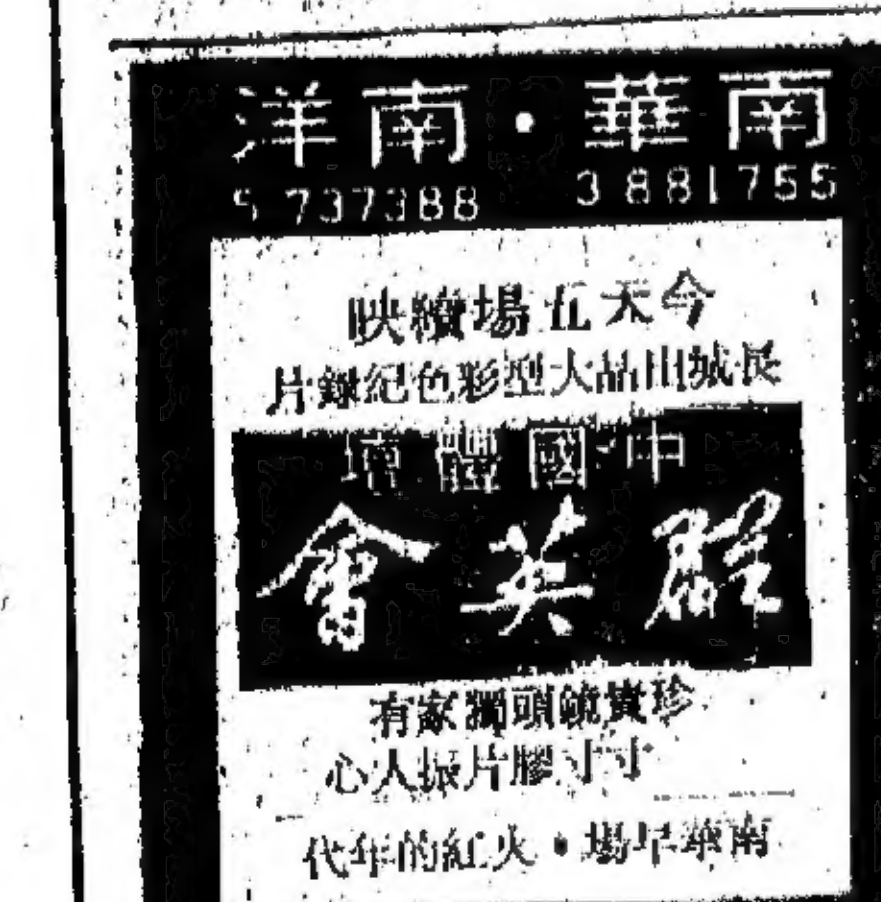 南華・南洋
3 881755 5 737388
今天五場續映
長城出品大型彩色紀錄片
中國體壇
群英會
珍貴鏡頭獨家有
寸寸膠片振人心
南華早場・火紅的年代